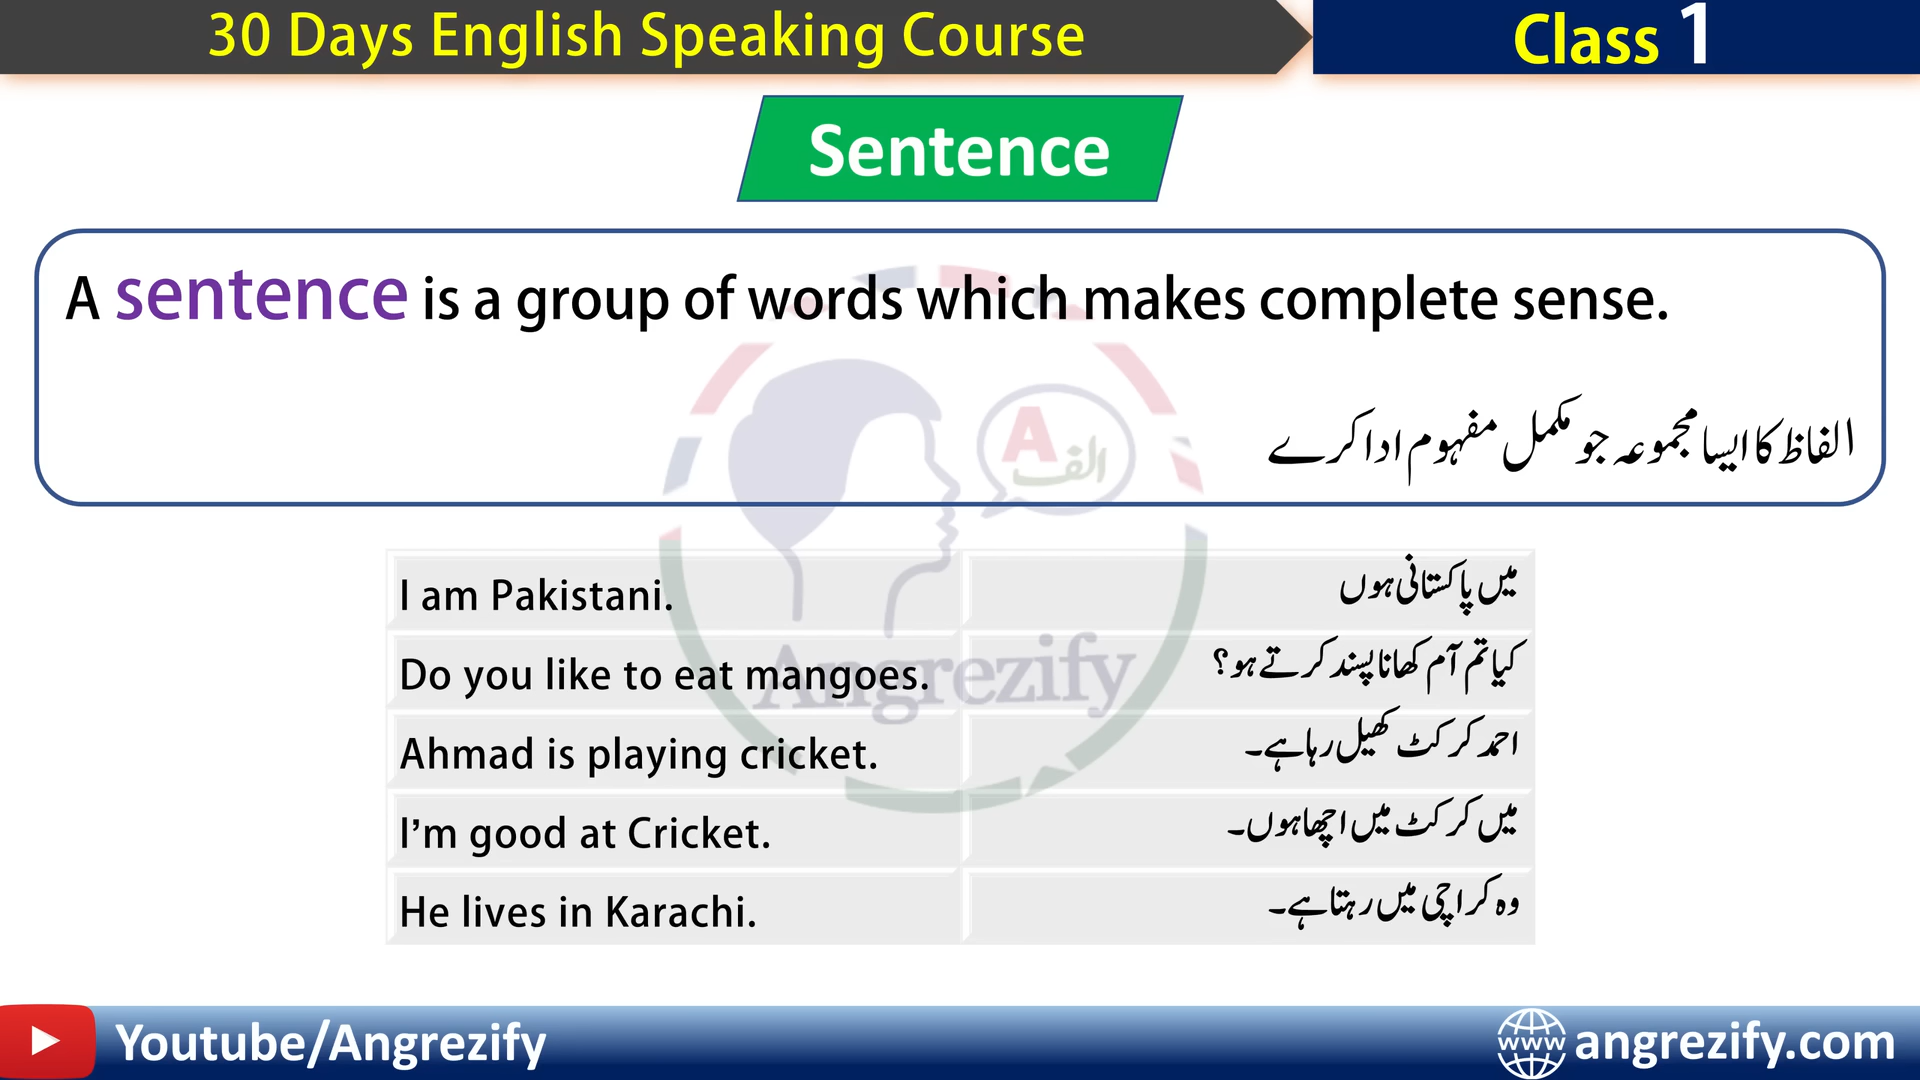 30 Days English Speaking Course
Class 1
Sentence
A sentence is a group of words which makes complete sense.
الفاظ کا ایسا مجموعہ جو مکمل مفہوم ادا کرے
A الف
Angrezify
I am Pakistani. میں پاکستانی ہوں
Do you like to eat mangoes. کیا تم آم کھانا پسند کرتے ہو؟
Ahmad is playing cricket. احمد کرکٹ کھیل رہا ہے۔
I’m good at Cricket. میں کرکٹ میں اچھا ہوں۔
He lives in Karachi. وہ کراچی میں رہتا ہے۔
Youtube/Angrezify
www angrezify.com